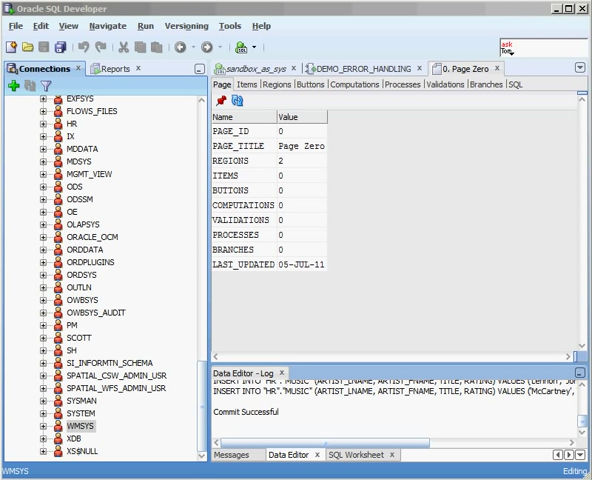 Oracle SQL Developer
File Edit View Navigate Run Versioning Tools Help
ask
Tom
Connections Reports
sandbox_as_sys DEMO_ERROR_HANDLING 0. Page Zero
Page Items Regions Buttons Computations Processes Validations Branches SQL
EXFSYS
FLOWS_FILES
HR
IX
MDDATA
MDSYS
MGMT_VIEW
ODS
ODSSM
OE
OLAPSYS
ORACLE_OCM
ORDDATA
ORDPLUGINS
ORDSYS
OUTLN
OWBSYS
OWBSYS_AUDIT
PM
SCOTT
SH
SI_INFORMTN_SCHEMA
SPATIAL_CSW_ADMIN_USR
SPATIAL_WFS_ADMIN_USR
SYSMAN
SYSTEM
WMSYS
XDB
XS$NULL
Name Value
PAGE_ID 0
PAGE_TITLE Page Zero
REGIONS 2
ITEMS 0
BUTTONS 0
COMPUTATIONS 0
VALIDATIONS 0
PROCESSES 0
BRANCHES 0
LAST_UPDATED 05-JUL-11
Data Editor - Log
INSERT INTO "HR"."MUSIC" (ARTIST_LNAME, ARTIST_FNAME, TITLE, RATING) VALUES ('Lennon', 'Jo
INSERT INTO "HR"."MUSIC" (ARTIST_LNAME, ARTIST_FNAME, TITLE, RATING) VALUES ('McCartney',
Commit Successful
Messages Data Editor SQL Worksheet
WMSYS Editing